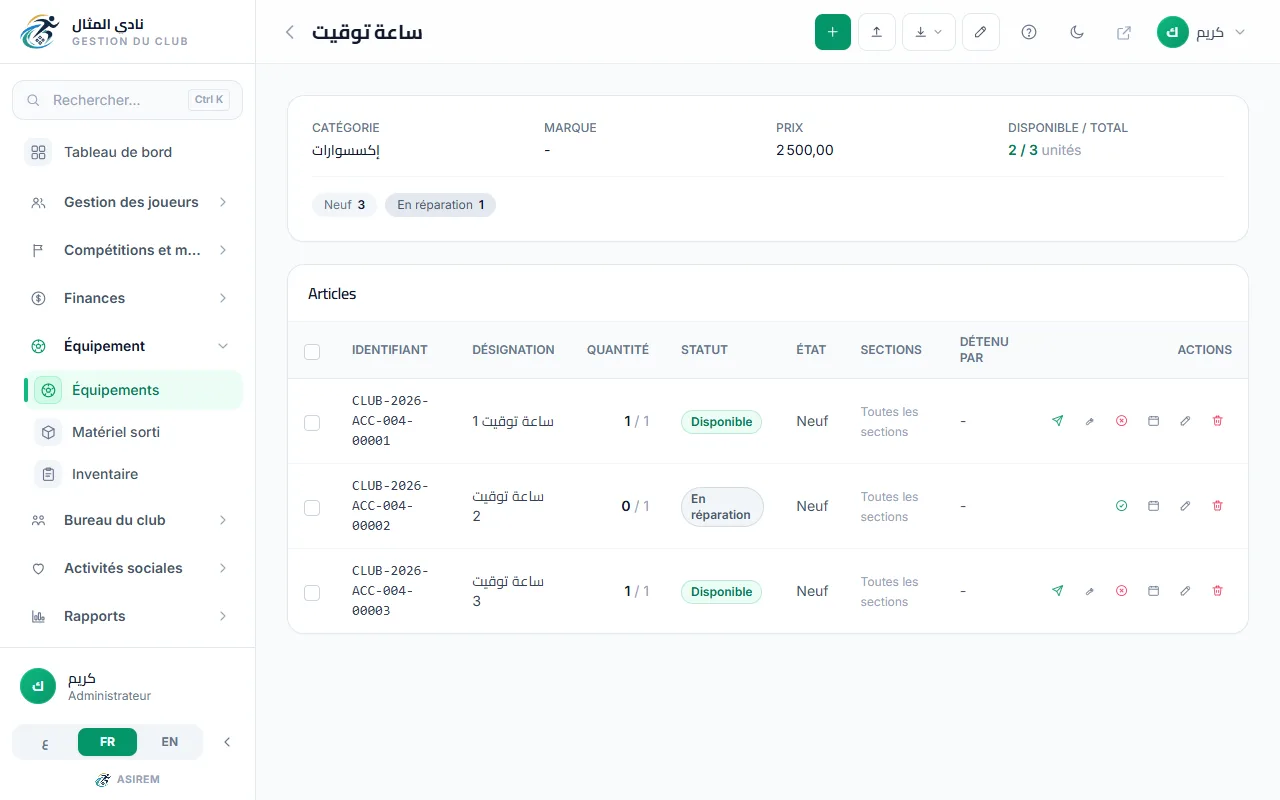 نادي المثال
GESTION DU CLUB
Rechercher...
Ctrl K
Tableau de bord
Gestion des joueurs
Compétitions et m...
Finances
Équipement
Équipements
Matériel sorti
Inventaire
Bureau du club
Activités sociales
Rapports
كريم
Administrateur
ع
FR
EN
ASIREM
ساعة توقيت
ك
كريم
CATÉGORIE
MARQUE
PRIX
DISPONIBLE / TOTAL
إكسسوارات
-
2 500,00
2 / 3 unités
Neuf 3
En réparation 1
Articles
IDENTIFIANT
DÉSIGNATION
QUANTITÉ
STATUT
ÉTAT
SECTIONS
DÉTENU
PAR
ACTIONS
CLUB-2026-
ACC-004-
00001
ساعة توقيت 1
1 / 1
Disponible
Neuf
Toutes les
sections
-
CLUB-2026-
ACC-004-
00002
ساعة توقيت
2
0 / 1
En
réparation
Neuf
Toutes les
sections
-
CLUB-2026-
ACC-004-
00003
ساعة توقيت
3
1 / 1
Disponible
Neuf
Toutes les
sections
-